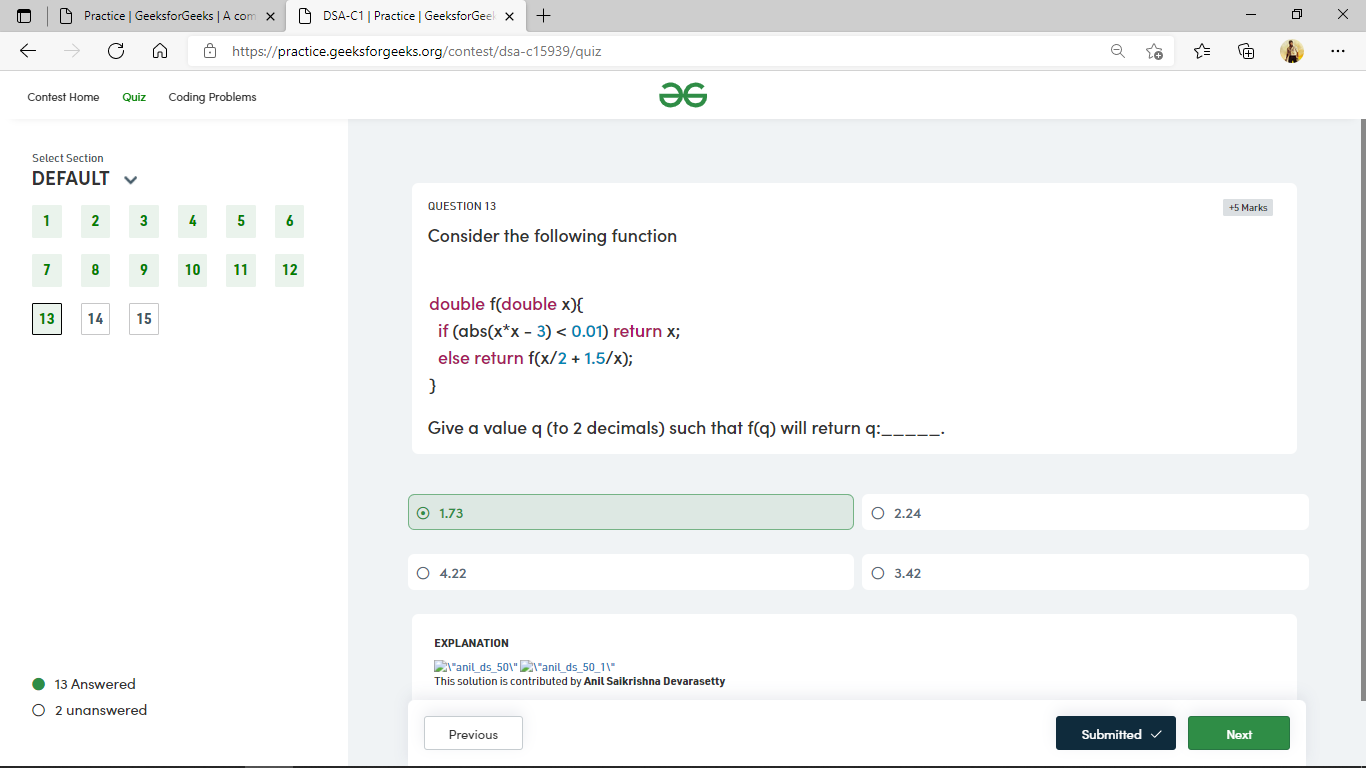 Practice | GeeksforGeeks | A com
DSA-C1 | Practice | GeeksforGeel
https://practice.geeksforgeeks.org/contest/dsa-c15939/quiz
Contest Home Quiz Coding Problems
Select Section
DEFAULT
1 2 3 4 5 6
7 8 9 10 11 12
13 14 15
13 Answered
2 unanswered
QUESTION 13
+5 Marks
Consider the following function
double f(double x){
if (abs(x*x - 3) < 0.01) return x;
else return f(x/2 + 1.5/x);
}
Give a value q (to 2 decimals) such that f(q) will return q:_____.
1.73
2.24
4.22
3.42
EXPLANATION
\"anil_ds_50\" \"anil_ds_50_1\"
This solution is contributed by Anil Saikrishna Devarasetty
Previous
Submitted
Next